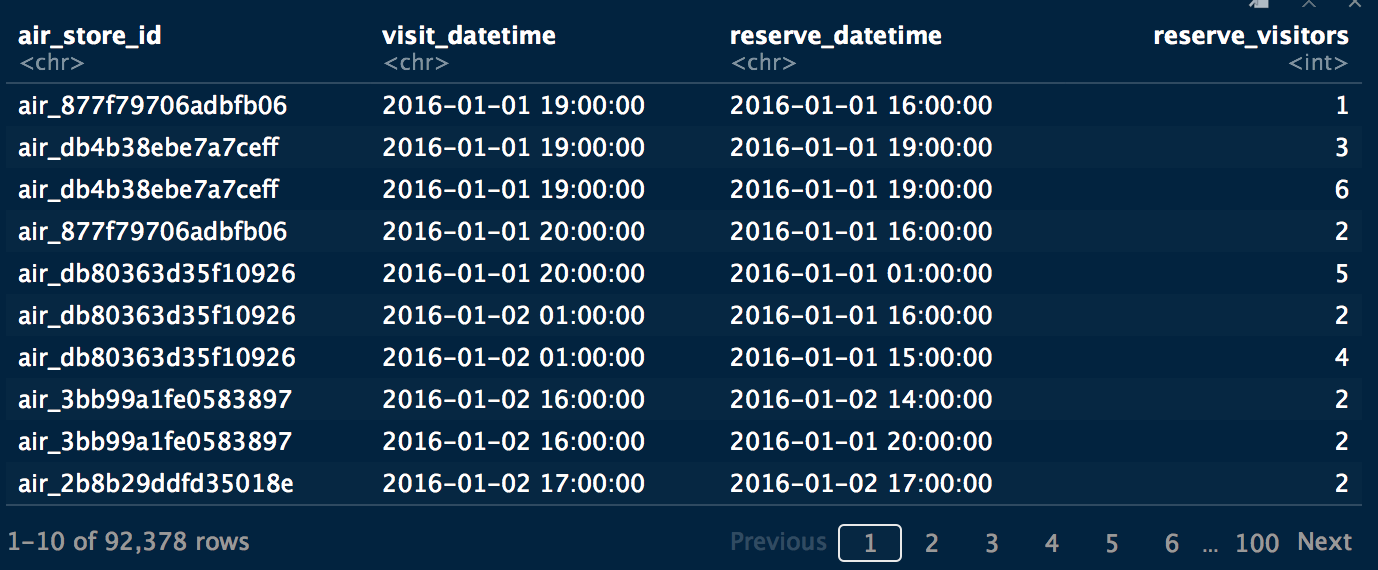 air_store_id visit_datetime reserve_datetime reserve_visitors
<chr> <chr> <chr> <int>
air_877f79706adbfb06 2016-01-01 19:00:00 2016-01-01 16:00:00 1
air_db4b38ebe7a7ceff 2016-01-01 19:00:00 2016-01-01 19:00:00 3
air_db4b38ebe7a7ceff 2016-01-01 19:00:00 2016-01-01 19:00:00 6
air_877f79706adbfb06 2016-01-01 20:00:00 2016-01-01 16:00:00 2
air_db80363d35f10926 2016-01-01 20:00:00 2016-01-01 01:00:00 5
air_db80363d35f10926 2016-01-02 01:00:00 2016-01-01 16:00:00 2
air_db80363d35f10926 2016-01-02 01:00:00 2016-01-01 15:00:00 4
air_3bb99a1fe0583897 2016-01-02 16:00:00 2016-01-02 14:00:00 2
air_3bb99a1fe0583897 2016-01-02 16:00:00 2016-01-01 20:00:00 2
air_2b8b29ddfd35018e 2016-01-02 17:00:00 2016-01-02 17:00:00 2
1-10 of 92,378 rows Previous 1 2 3 4 5 6 ... 100 Next